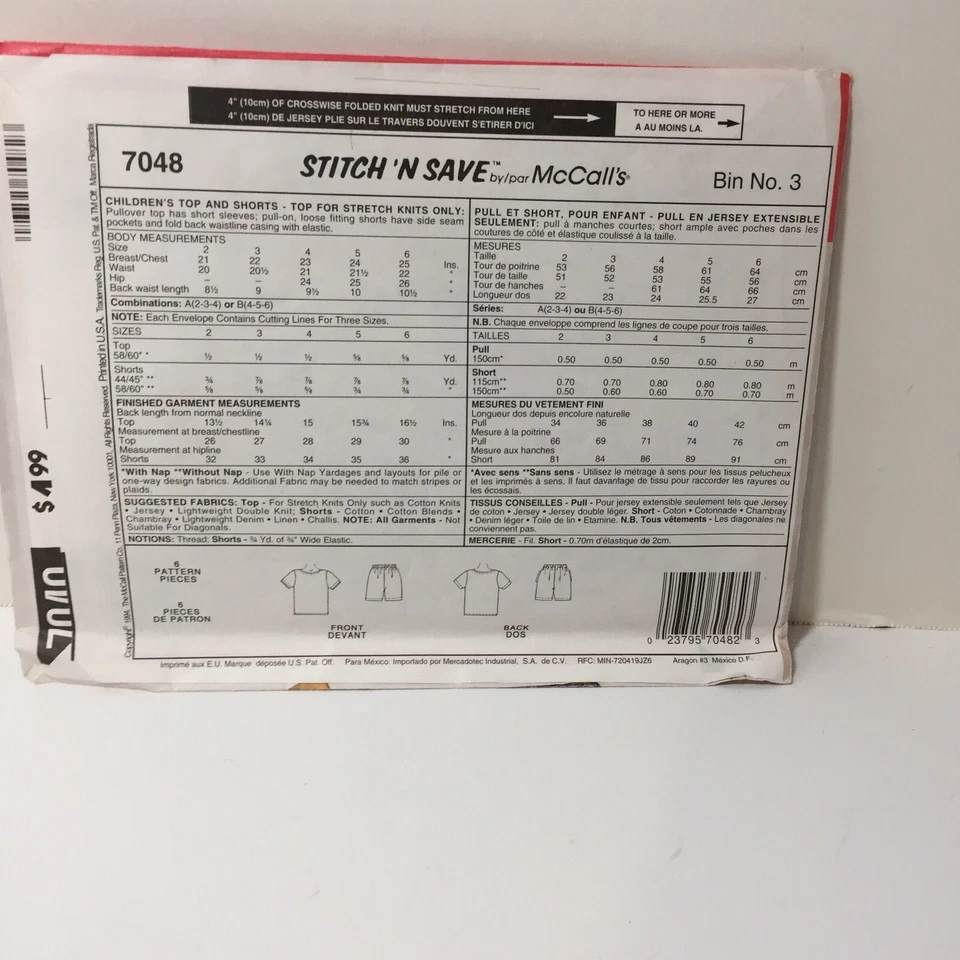 4" (10cm) OF CROSSWISE FOLDED KNIT MUST STRETCH FROM HERE
4" (10cm) DE JERSEY PLIE SUR LE TRAVERS DOUVENT S'ETIRER D'ICI
TO HERE OR MORE
A AU MOINS LA.
7048
STITCH 'N SAVE™ by/par McCall's®
Bin No. 3
CHILDREN'S TOP AND SHORTS - TOP FOR STRETCH KNITS ONLY:
Pullover top has short sleeves; pull-on, loose fitting shorts have side seam
pockets and fold back waistline casing with elastic.
BODY MEASUREMENTS
Size 2 3 4 5 6
Breast/Chest 21 22 23 24 25 Ins.
Waist 20 20½ 21 21½ 22 "
Hip – – 24 25 26 "
Back waist length 8½ 9 9½ 10 10½ "
Combinations: A(2-3-4) or B(4-5-6)
NOTE: Each Envelope Contains Cutting Lines For Three Sizes.
SIZES 2 3 4 5 6
Top
58/60" * ½ ½ ½ ⅝ ⅝ Yd.
Shorts
44/45" ** ¾ ⅞ ⅞ ⅞ ⅞ Yd.
58/60" ** ⅝ ⅝ ⅝ ¾ ¾ "
FINISHED GARMENT MEASUREMENTS
Back length from normal neckline
Top 13½ 14¼ 15 15¾ 16½ Ins.
Measurement at breast/chestline
Top 26 27 28 29 30 "
Measurement at hipline
Shorts 32 33 34 35 36 "
*With Nap **Without Nap - Use With Nap Yardages and layouts for pile or
one-way design fabrics. Additional Fabric may be needed to match stripes or
plaids.
SUGGESTED FABRICS: Top - For Stretch Knits Only such as Cotton Knits
• Jersey • Lightweight Double Knit; Shorts - Cotton • Cotton Blends •
Chambray • Lightweight Denim • Linen • Challis. NOTE: All Garments - Not
Suitable For Diagonals.
NOTIONS: Thread; Shorts - ¾ Yd. of ¾" Wide Elastic.
PULL ET SHORT, POUR ENFANT - PULL EN JERSEY EXTENSIBLE
SEULEMENT: pull à manches courtes; short ample avec poches dans les
coutures de côté et élastique coulissé à la taille.
MESURES
Taille 2 3 4 5 6
Tour de poitrine 53 56 58 61 64 cm
Tour de taille 51 52 53 55 56 cm
Tour de hanches – – 61 64 66 cm
Longueur dos 22 23 24 25.5 27 cm
Séries: A(2-3-4) ou B(4-5-6)
N.B. Chaque enveloppe comprend les lignes de coupe pour trois tailles.
TAILLES 2 3 4 5 6
Pull
150cm* 0.50 0.50 0.50 0.50 0.50 m
Short
115cm** 0.70 0.70 0.80 0.80 0.80 m
150cm** 0.50 0.60 0.60 0.70 0.70 m
MESURES DU VETEMENT FINI
Longueur dos depuis encolure naturelle
Pull 34 36 38 40 42 cm
Mesure à la poitrine
Pull 66 69 71 74 76 cm
Mesure aux hanches
Short 81 84 86 89 91 cm
*Avec sens **Sans sens - Utilisez le métrage à sens pour les tissus pelucheux
et les imprimés à sens. Il faut davantage de tissu pour raccorder les rayures ou
les écossais.
TISSUS CONSEILLES - Pull - Pour jersey extensible seulement tels que Jersey
de coton • Jersey • Jersey double léger. Short - Coton • Cotonnade • Chambray
• Denim léger • Toile de lin • Etamine. N.B. Tous vêtements - Les diagonales ne
conviennent pas.
MERCERIE - Fil. Short - 0.70m d'élastique de 2cm.
6
PATTERN
PIECES
6
PIECES
DE PATRON
FRONT
DEVANT
BACK
DOS
0 23795 70482 3
Imprimé aux E.U. Marque déposée U.S. Pat. Off. Para México: Importado por Mercadotec Industrial, S.A. de C.V. RFC: MIN-720419JZ6 Aragón #3 México D.F.
Copyright© 1994, The McCall Pattern Co., 11 Penn Plaza, New York 10001. All Rights Reserved. Printed in U.S.A. Trademarks Reg. U.S. Pat. & TM Off. Marca Registrada
$4.99